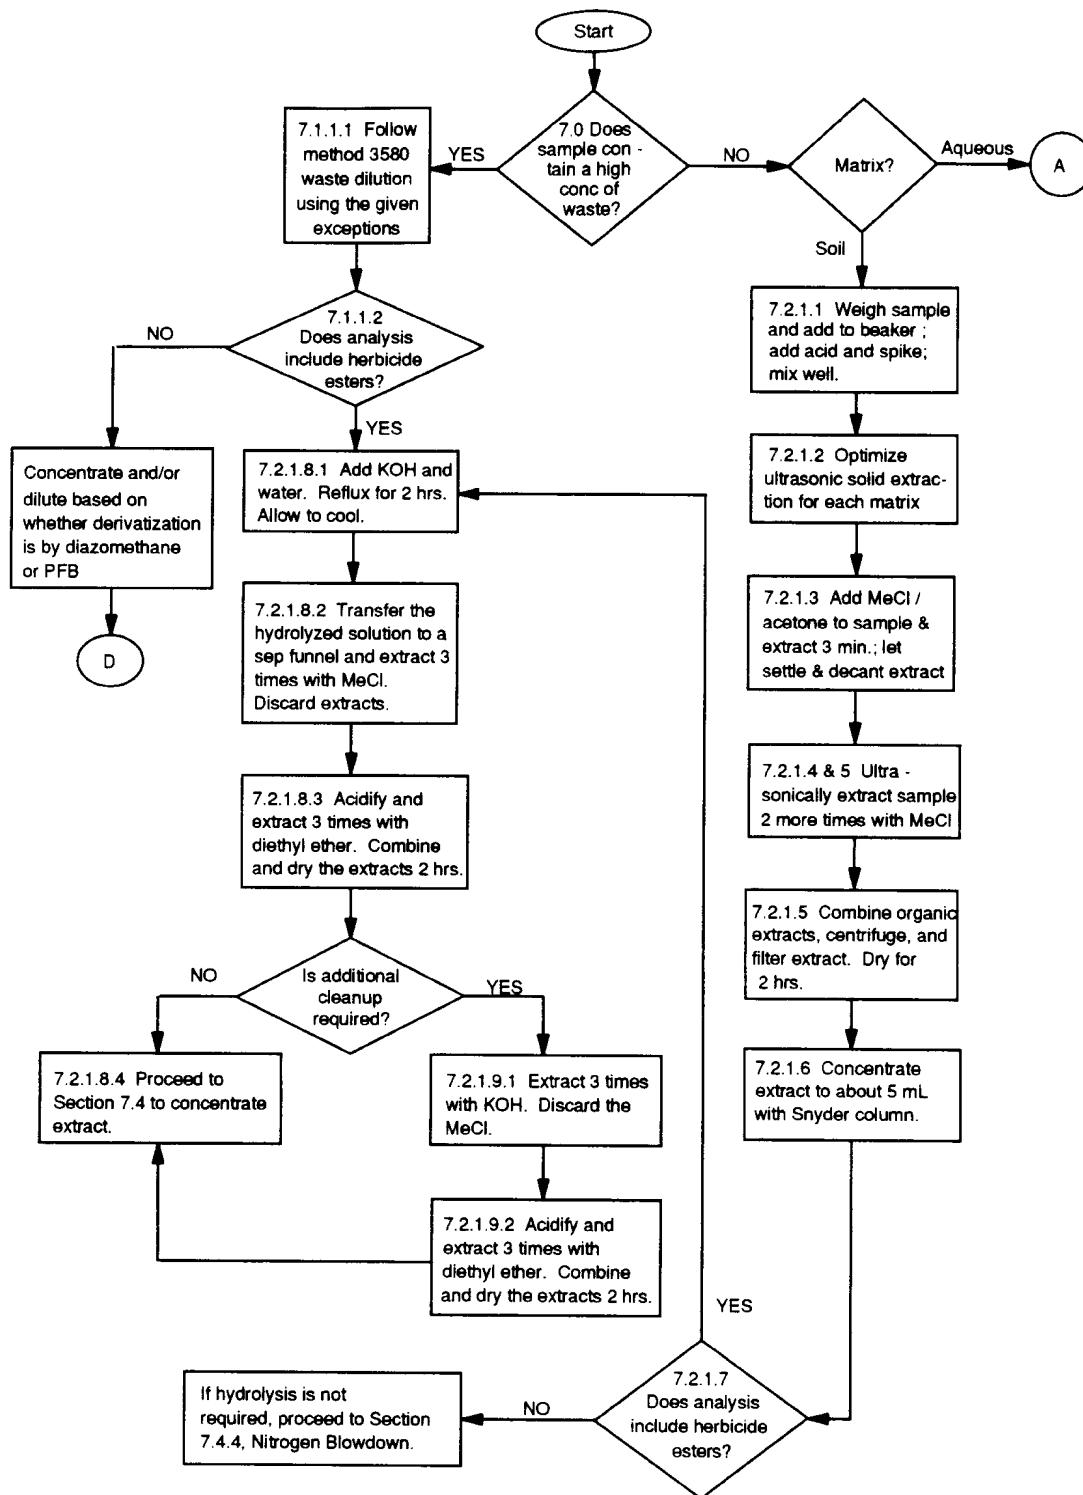 Start
7.0 Does
sample con -
tain a high
conc of
waste?
YES
NO
7.1.1.1 Follow
method 3580
waste dilution
using the given
exceptions
Matrix?
Aqueous
A
Soil
7.1.1.2
Does analysis
include herbicide
esters?
NO
YES
7.2.1.1 Weigh sample
and add to beaker ;
add acid and spike;
mix well.
Concentrate and/or
dilute based on
whether derivatization
is by diazomethane
or PFB
D
7.2.1.8.1 Add KOH and
water. Reflux for 2 hrs.
Allow to cool.
7.2.1.2 Optimize
ultrasonic solid extrac-
tion for each matrix
7.2.1.8.2 Transfer the
hydrolyzed solution to a
sep funnel and extract 3
times with MeCl.
Discard extracts.
7.2.1.3 Add MeCl /
acetone to sample &
extract 3 min.; let
settle & decant extract
7.2.1.8.3 Acidify and
extract 3 times with
diethyl ether. Combine
and dry the extracts 2 hrs.
7.2.1.4 & 5 Ultra -
sonically extract sample
2 more times with MeCl
Is additional
cleanup
required?
NO
YES
7.2.1.5 Combine organic
extracts, centrifuge, and
filter extract. Dry for
2 hrs.
7.2.1.8.4 Proceed to
Section 7.4 to concentrate
extract.
7.2.1.9.1 Extract 3 times
with KOH. Discard the
MeCl.
7.2.1.6 Concentrate
extract to about 5 mL
with Snyder column.
7.2.1.9.2 Acidify and
extract 3 times with
diethyl ether. Combine
and dry the extracts 2 hrs.
YES
7.2.1.7
Does analysis
include herbicide
esters?
NO
If hydrolysis is not
required, proceed to Section
7.4.4, Nitrogen Blowdown.